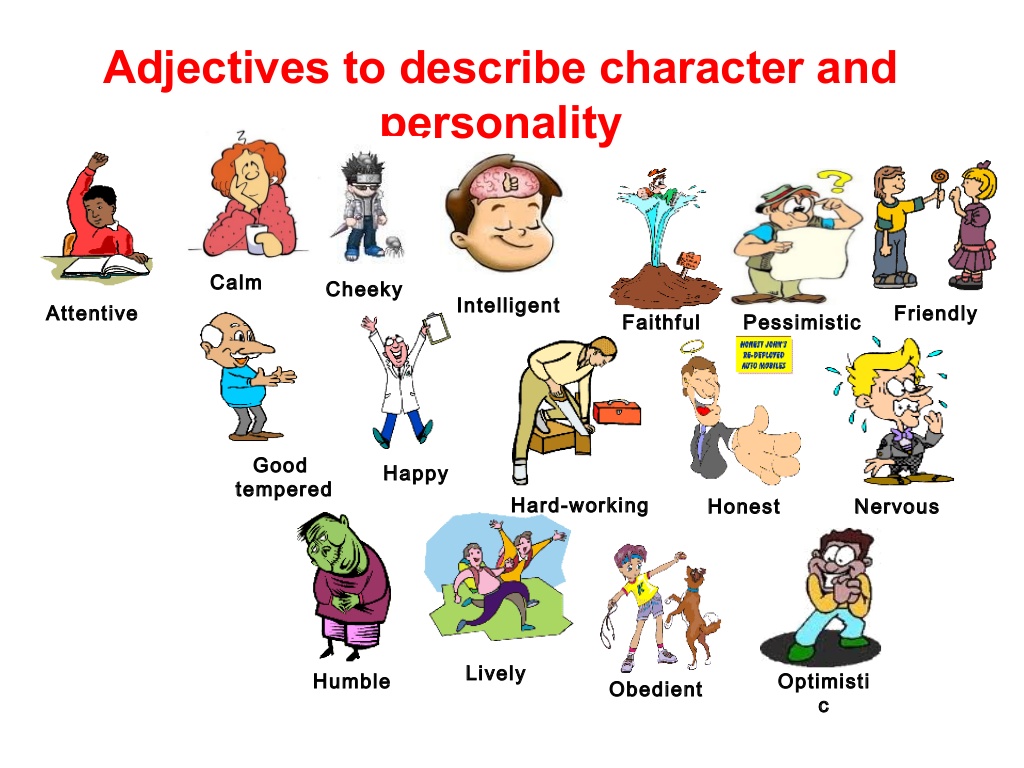 Adjectives to describe character and
personality
Attentive
Calm
Cheeky
Intelligent
Faithful
Pessimistic
Friendly
HONEST JOHN'S
RE-DEPLOYED
AUTO MOBILES
Good
tempered
Happy
Hard-working
Honest
Nervous
Humble
Lively
Obedient
Optimisti
c